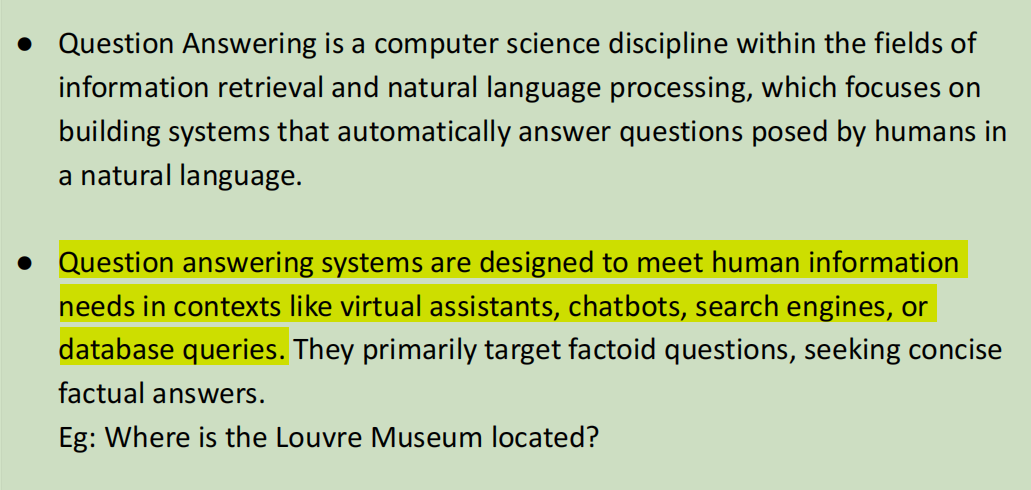 ● Question Answering is a computer science discipline within the fields of
information retrieval and natural language processing, which focuses on
building systems that automatically answer questions posed by humans in
a natural language.
● Question answering systems are designed to meet human information
needs in contexts like virtual assistants, chatbots, search engines, or
database queries. They primarily target factoid questions, seeking concise
factual answers.
Eg: Where is the Louvre Museum located?